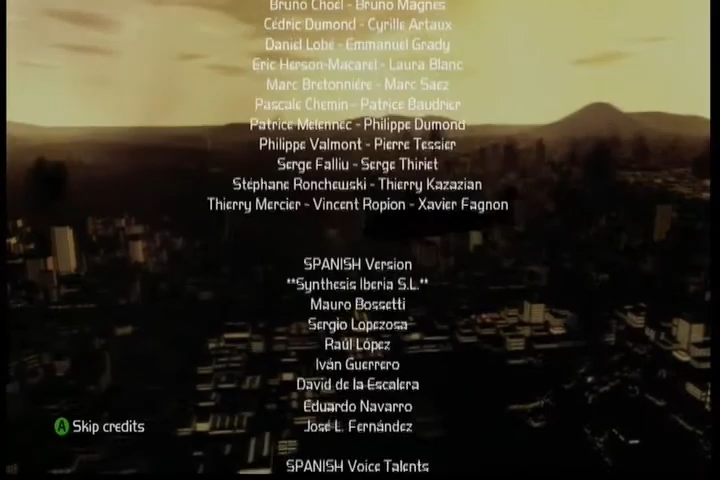 Bruno Choel - Bruno Magnes
Cédric Dumond - Cyrille Artaux
Daniel Lobé - Emmanuel Grady
Eric Herson-Macarel - Laura Blanc
Marc Bretonnière - Marc Saez
Pascale Chemin - Patrice Baudrier
Patrice Melennec - Philippe Dumond
Philippe Valmont - Pierre Tessier
Serge Falliu - Serge Thiriet
Stéphane Ronchewski - Thierry Kazazian
Thierry Mercier - Vincent Ropion - Xavier Fagnon
SPANISH Version
**Synthesis Iberia S.L.**
Mauro Bossetti
Sergio Lopezosa
Raúl López
Iván Guerrero
David de la Escalera
Eduardo Navarro
José L. Fernández
A Skip credits
SPANISH Voice Talents